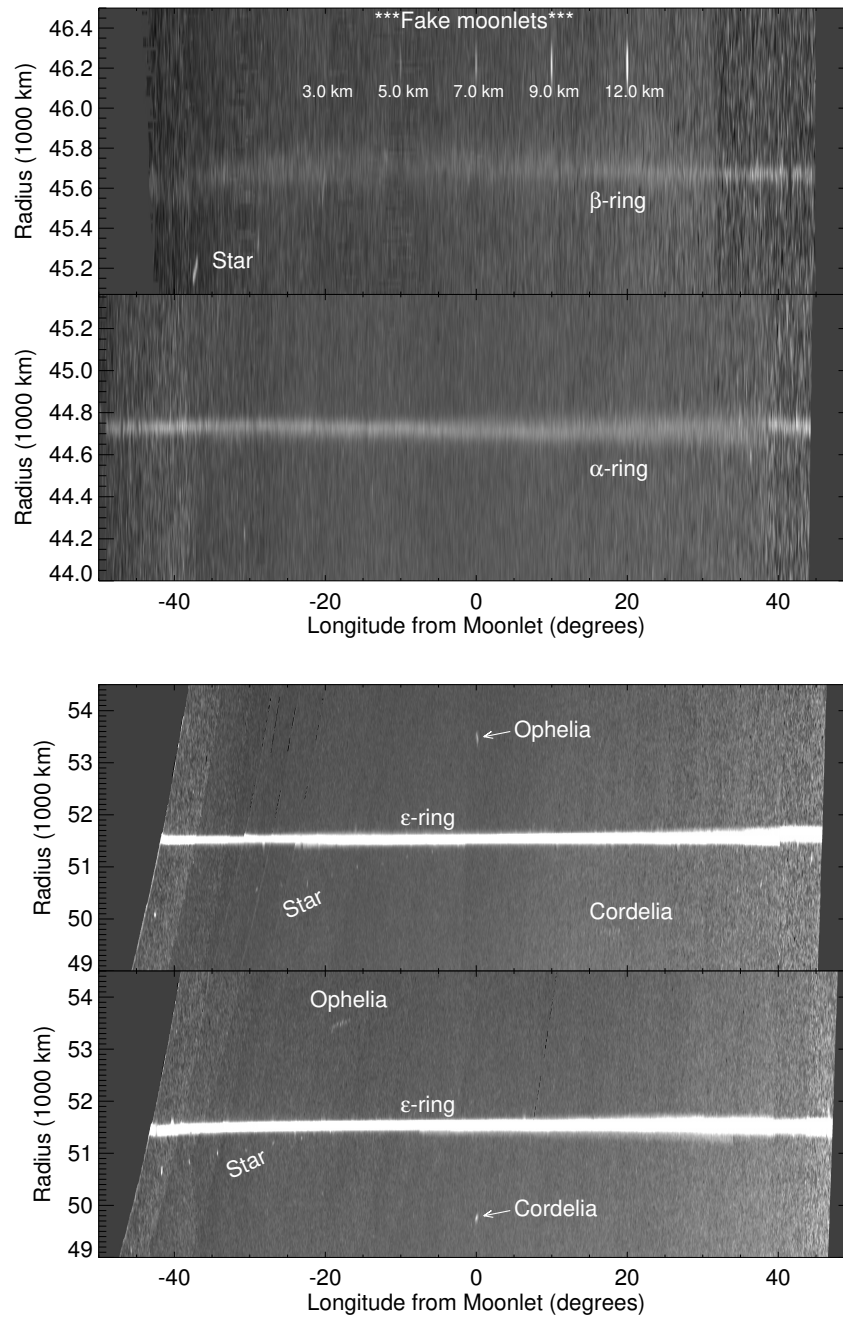 ***Fake moonlets***
46.4
46.2
3.0 km 5.0 km 7.0 km 9.0 km 12.0 km
46.0
45.8
45.6
β-ring
45.4
Star
45.2
Radius (1000 km)
45.2
45.0
44.8
44.6
α-ring
44.4
44.2
44.0
Radius (1000 km)
-40 -20 0 20 40
Longitude from Moonlet (degrees)
54
Ophelia
53
52
ε-ring
51
Star
Cordelia
50
49
Radius (1000 km)
54
Ophelia
53
52
ε-ring
51
Star
50
Cordelia
49
Radius (1000 km)
-40 -20 0 20 40
Longitude from Moonlet (degrees)